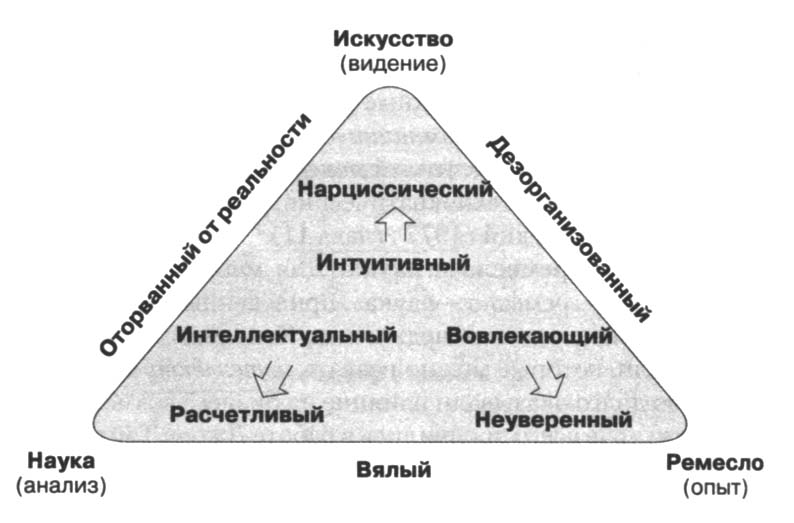 Искусство
(видение)
Оторванный от реальности
Дезорганизованный
Нарциссический
Интуитивный
Интеллектуальный
Вовлекающий
Расчетливый
Неуверенный
Наука
(анализ)
Вялый
Ремесло
(опыт)